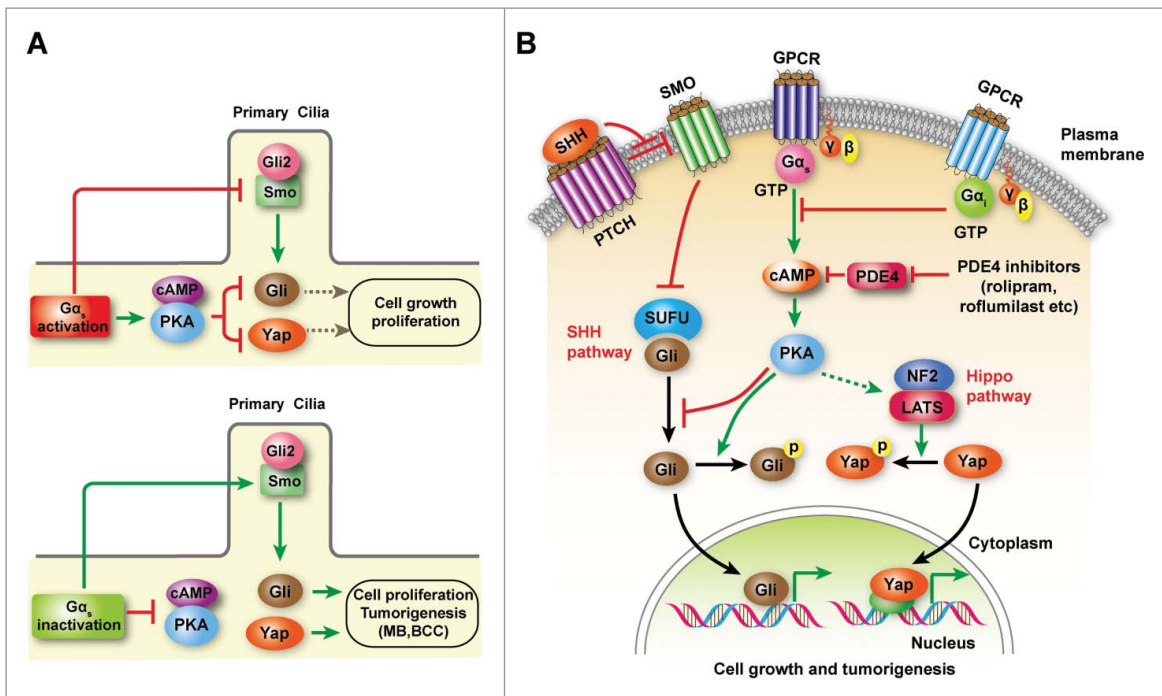 A
Primary Cilia
Gli2
Smo
Gαs
activation
cAMP
PKA
Gli
Yap
Cell growth
proliferation
Primary Cilia
Gli2
Smo
Gαs
inactivation
cAMP
PKA
Gli
Yap
Cell proliferation
Tumorigenesis
(MB,BCC)
B
SHH
PTCH
SMO
GPCR
Gαs
γ
β
GTP
GPCR
Gαi
γ
β
GTP
Plasma
membrane
cAMP
PDE4
PDE4 inhibitors
(rolipram,
roflumilast etc)
SHH
pathway
SUFU
Gli
PKA
NF2
LATS
Hippo
pathway
Gli
Gli
p
Yap
p
Yap
Cytoplasm
Gli
Yap
Nucleus
Cell growth and tumorigenesis